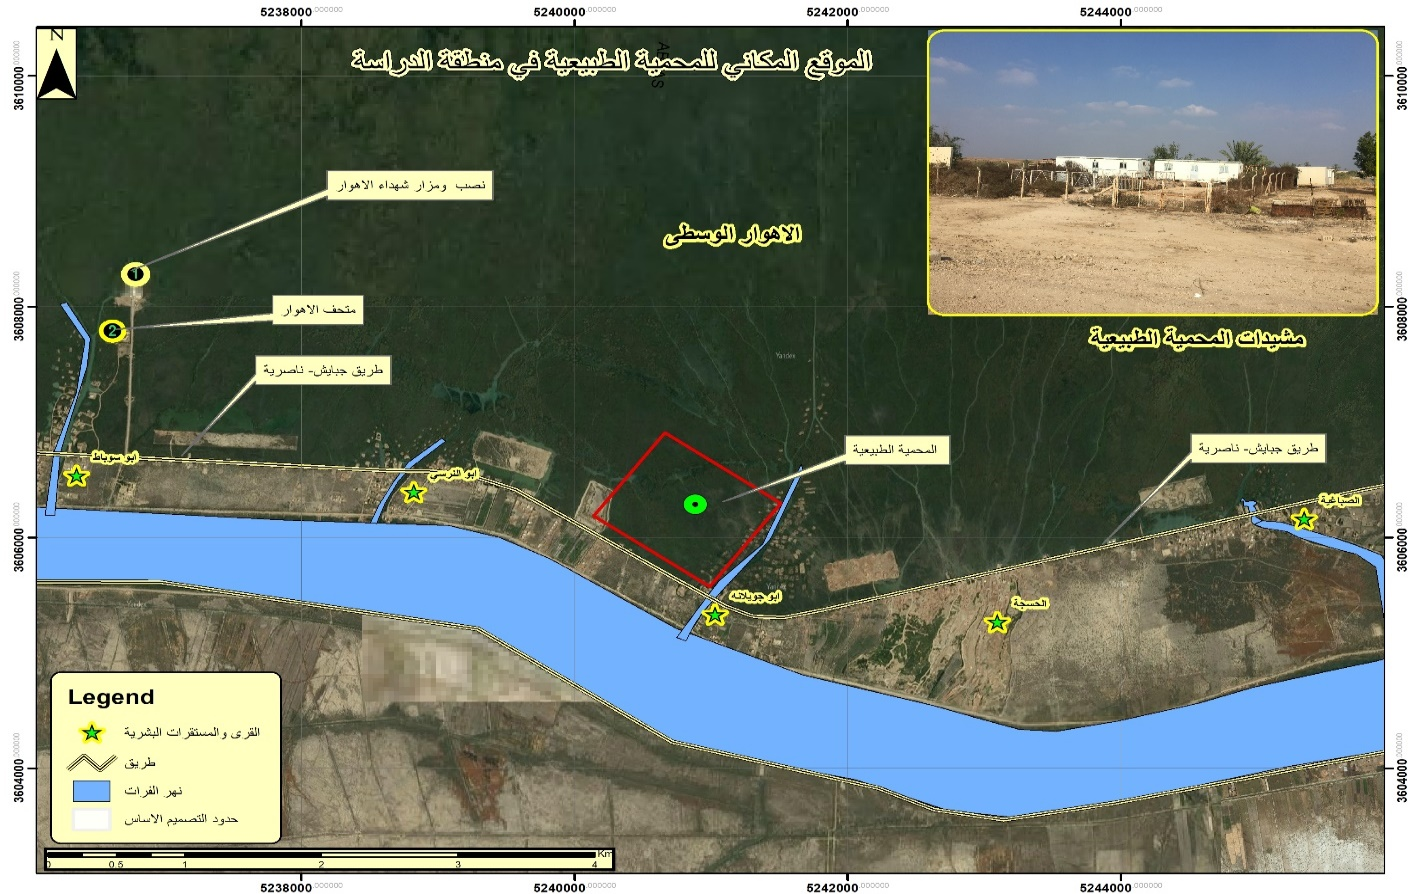 5238000 5240000 5242000 5244000
N
الموقع المكاني للمحمية الطبيعية في منطقة الدراسة
3610000
3610000
نصب ومزار شهداء الاهوار
الاهوار الوسطى
1
متحف الاهوار
2
3608000
3608000
مشيدات المحمية الطبيعية
Yandex
طريق جبايش- ناصرية
المحمية الطبيعية
طريق جبايش- ناصرية
ابو سوباط
ابو النرسي
الصباغية
3606000
3606000
ابو جويلانه
الحسجة
Legend
القرى والمستقرات البشرية
طريق
نهر الفرات
حدود التصميم الاساس
3604000
3604000
0 0.5 1 2 3 4 Km
5238000 5240000 5242000 5244000